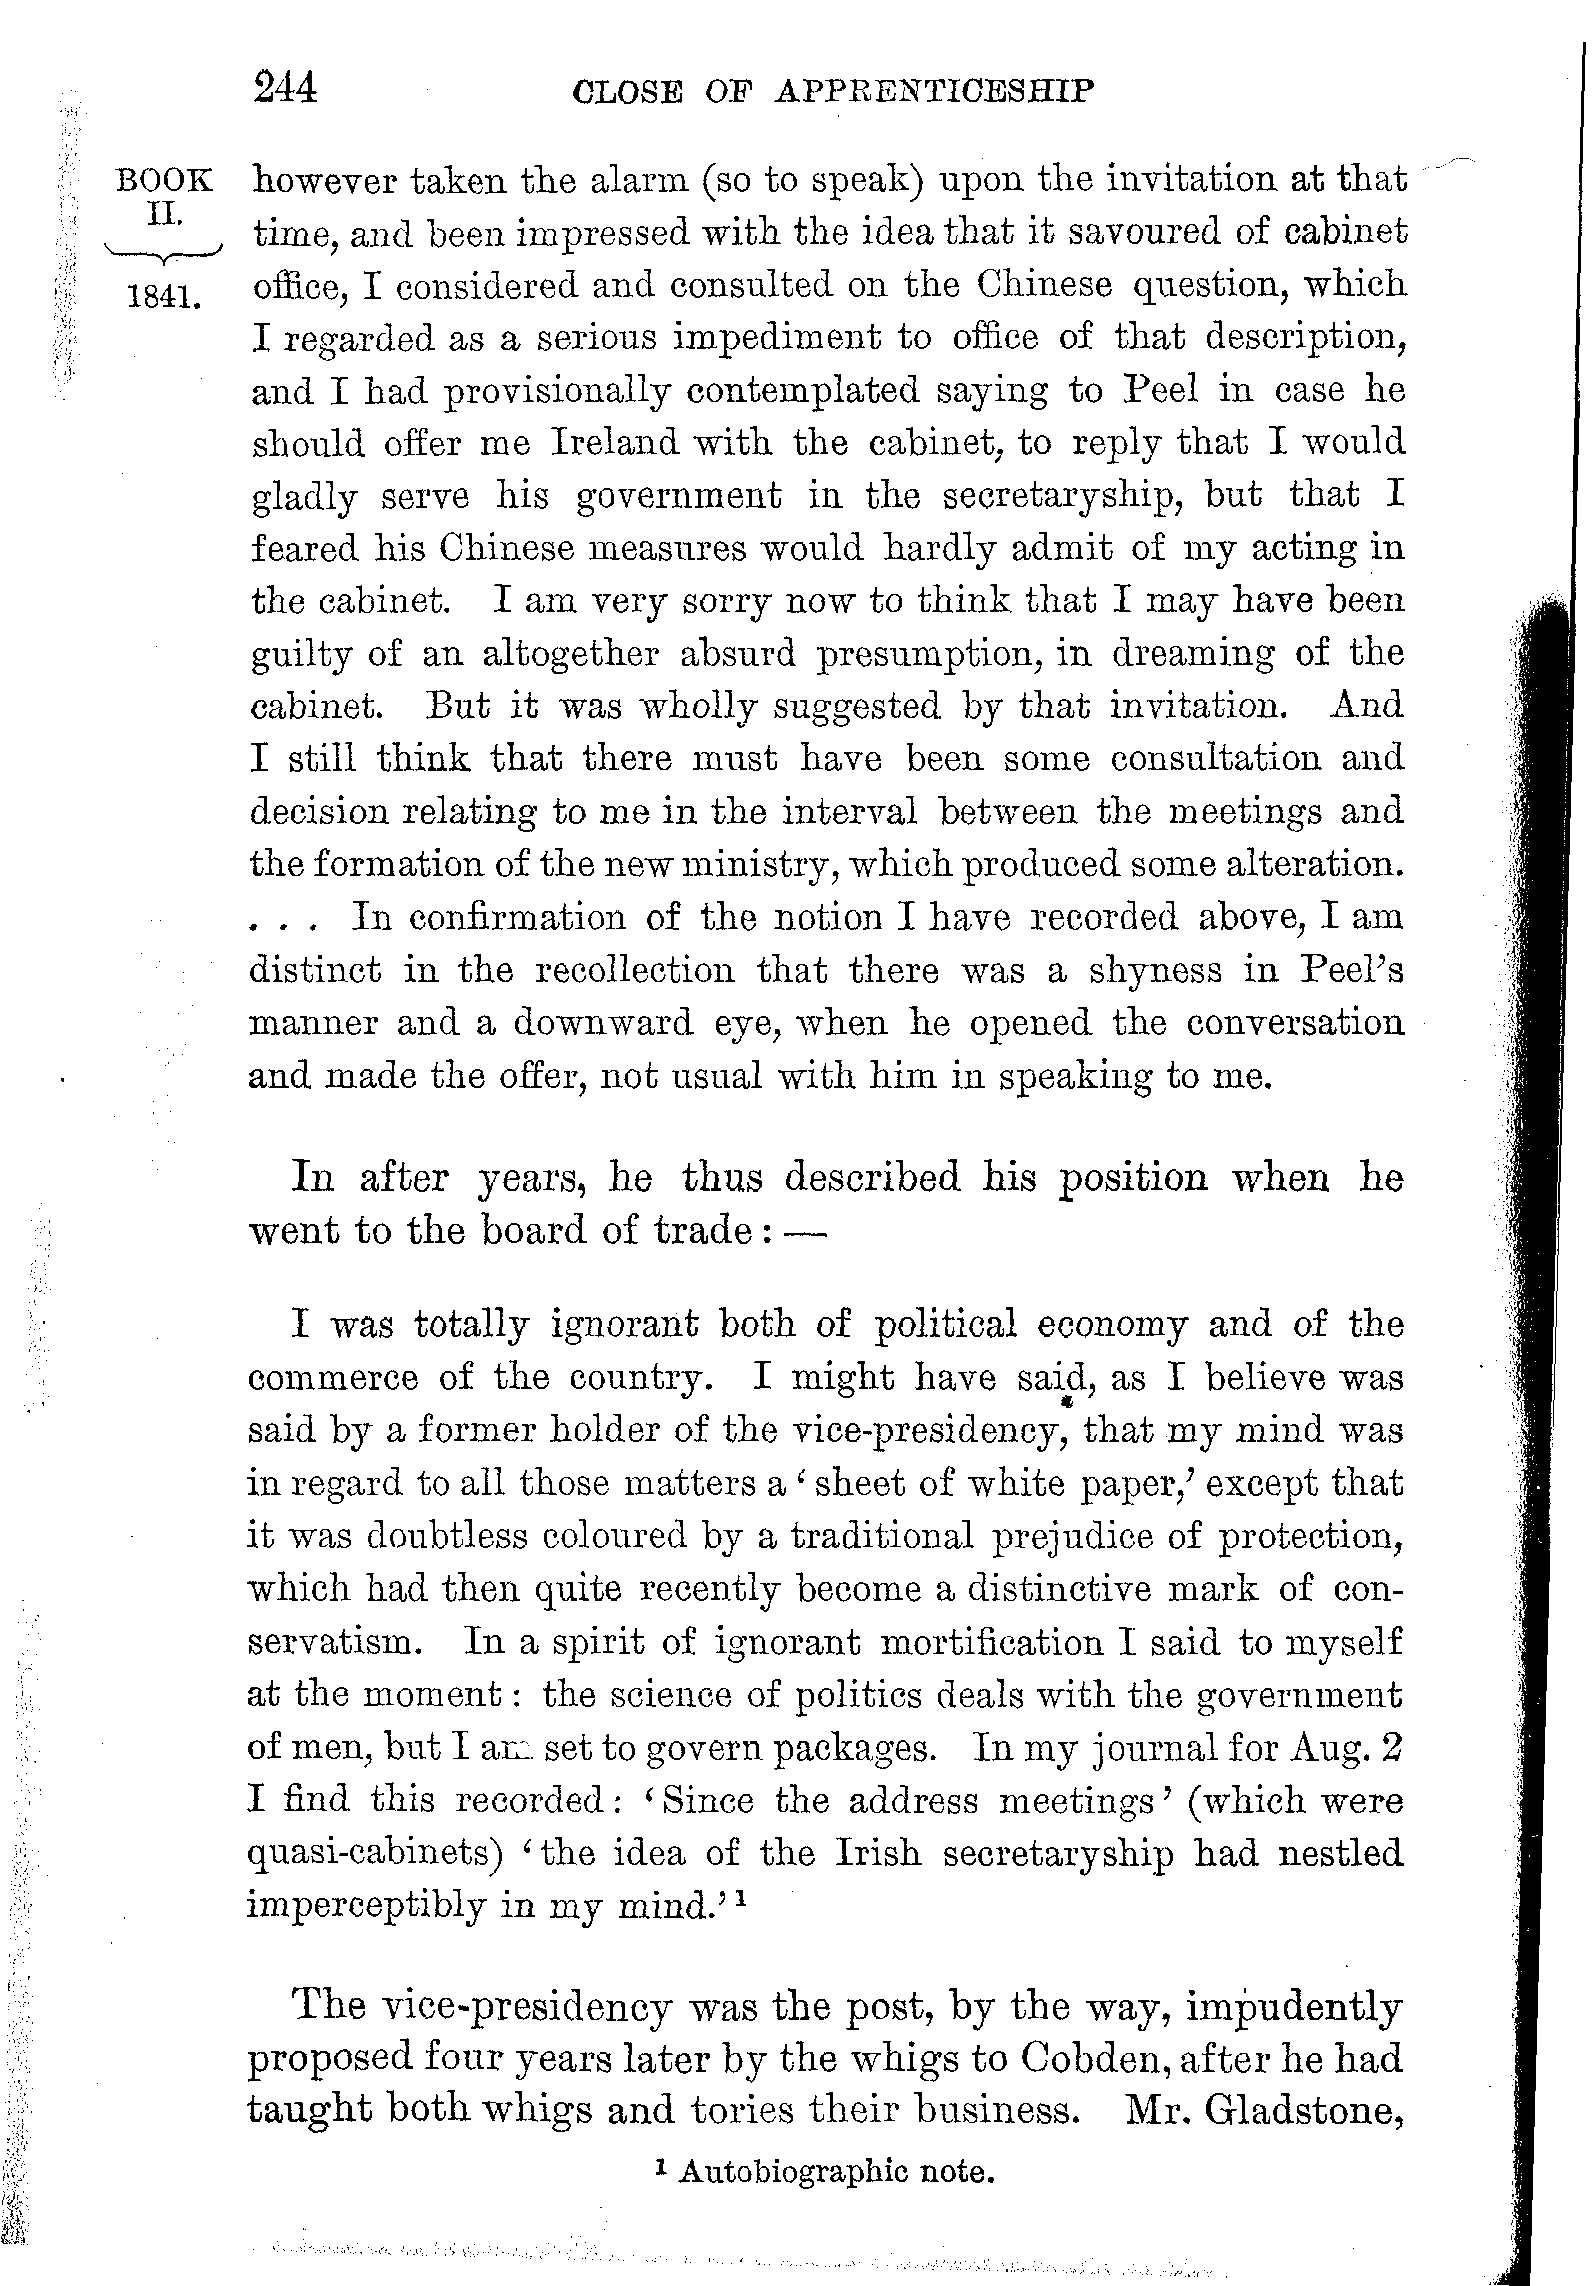 244 CLOSE OF APPRENTICESHIP
BOOK
II.
1841.
however taken the alarm (so to speak) upon the invitation at that
time, and been impressed with the idea that it savoured of cabinet
office, I considered and consulted on the Chinese question, which
I regarded as a serious impediment to office of that description,
and I had provisionally contemplated saying to Peel in case he
should offer me Ireland with the cabinet, to reply that I would
gladly serve his government in the secretaryship, but that I
feared his Chinese measures would hardly admit of my acting in
the cabinet. I am very sorry now to think that I may have been
guilty of an altogether absurd presumption, in dreaming of the
cabinet. But it was wholly suggested by that invitation. And
I still think that there must have been some consultation and
decision relating to me in the interval between the meetings and
the formation of the new ministry, which produced some alteration.
. . . In confirmation of the notion I have recorded above, I am
distinct in the recollection that there was a shyness in Peel's
manner and a downward eye, when he opened the conversation
and made the offer, not usual with him in speaking to me.
In after years, he thus described his position when he
went to the board of trade: —
I was totally ignorant both of political economy and of the
commerce of the country. I might have said, as I believe was
said by a former holder of the vice-presidency, that my mind was
in regard to all those matters a ‘sheet of white paper,’ except that
it was doubtless coloured by a traditional prejudice of protection,
which had then quite recently become a distinctive mark of con-
servatism. In a spirit of ignorant mortification I said to myself
at the moment: the science of politics deals with the government
of men, but I am set to govern packages. In my journal for Aug. 2
I find this recorded: ‘Since the address meetings’ (which were
quasi-cabinets) ‘the idea of the Irish secretaryship had nestled
imperceptibly in my mind.’ 1
The vice-presidency was the post, by the way, impudently
proposed four years later by the whigs to Cobden, after he had
taught both whigs and tories their business. Mr. Gladstone,
1 Autobiographic note.